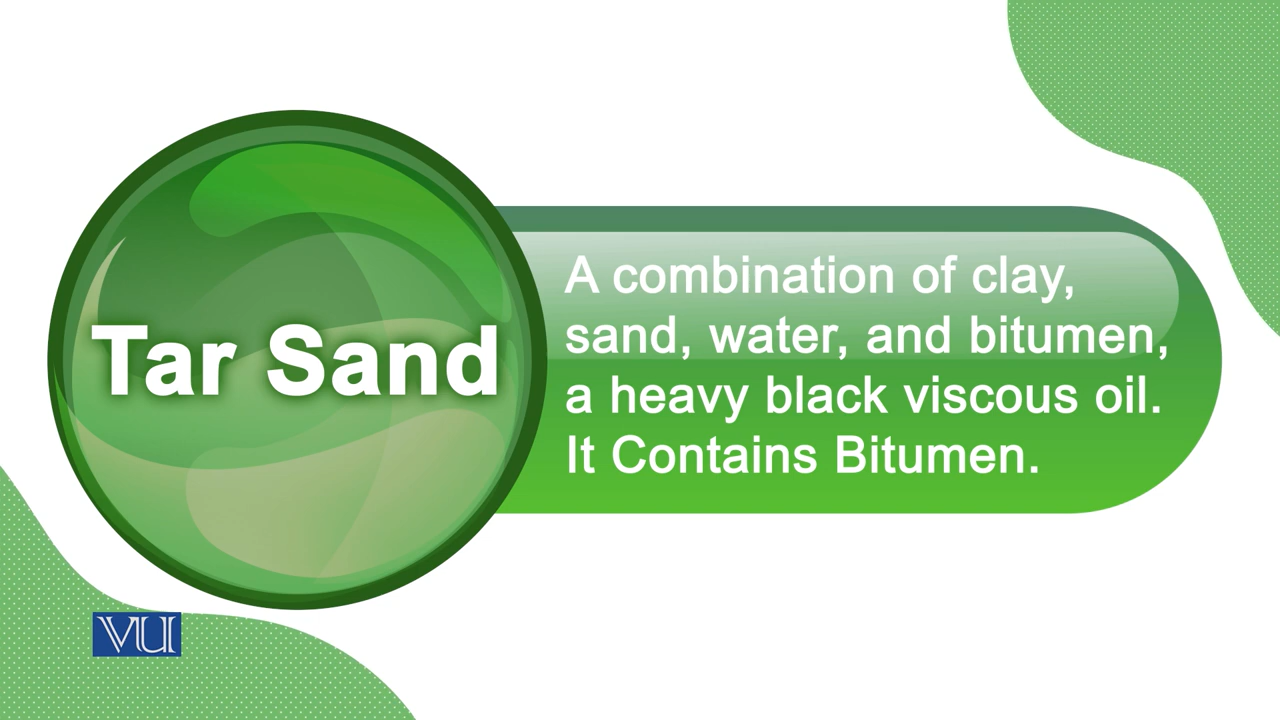 Tar Sand
A combination of clay,
sand, water, and bitumen,
a heavy black viscous oil.
It Contains Bitumen.
VU